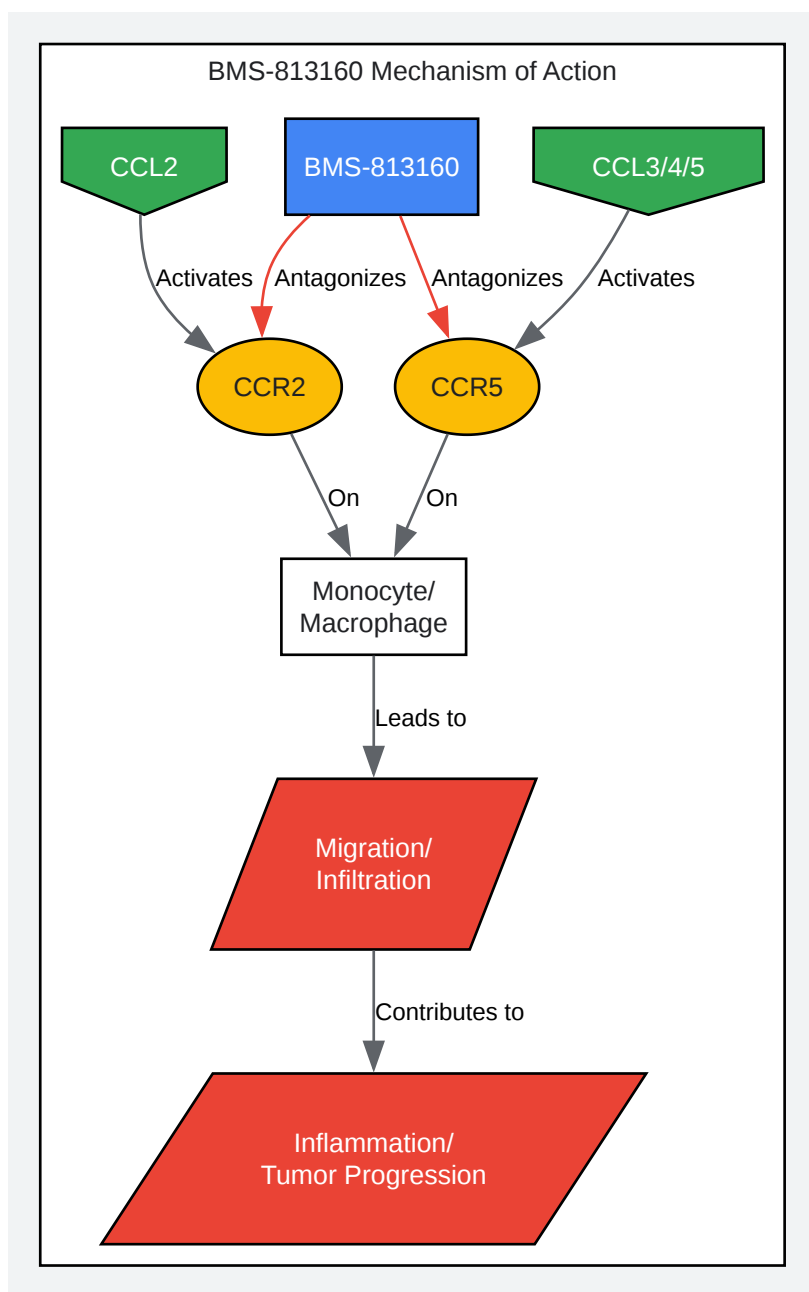 BMS-813160 Mechanism of Action
CCL2
BMS-813160
CCL3/4/5
Activates
Antagonizes
Antagonizes
Activates
CCR2
CCR5
On
On
Monocyte/
Macrophage
Leads to
Migration/
Infiltration
Contributes to
Inflammation/
Tumor Progression